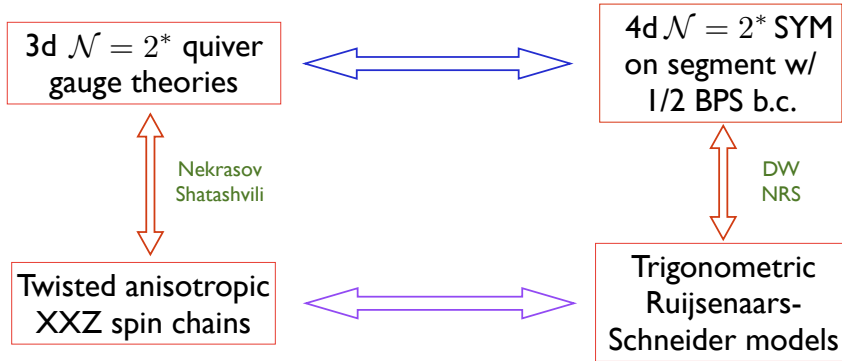 3d 𝒩 = 2* quiver
gauge theories
4d 𝒩 = 2* SYM
on segment w/
1/2 BPS b.c.
Nekrasov
Shatashvili
DW
NRS
Twisted anisotropic
XXZ spin chains
Trigonometric
Ruijsenaars-
Schneider models